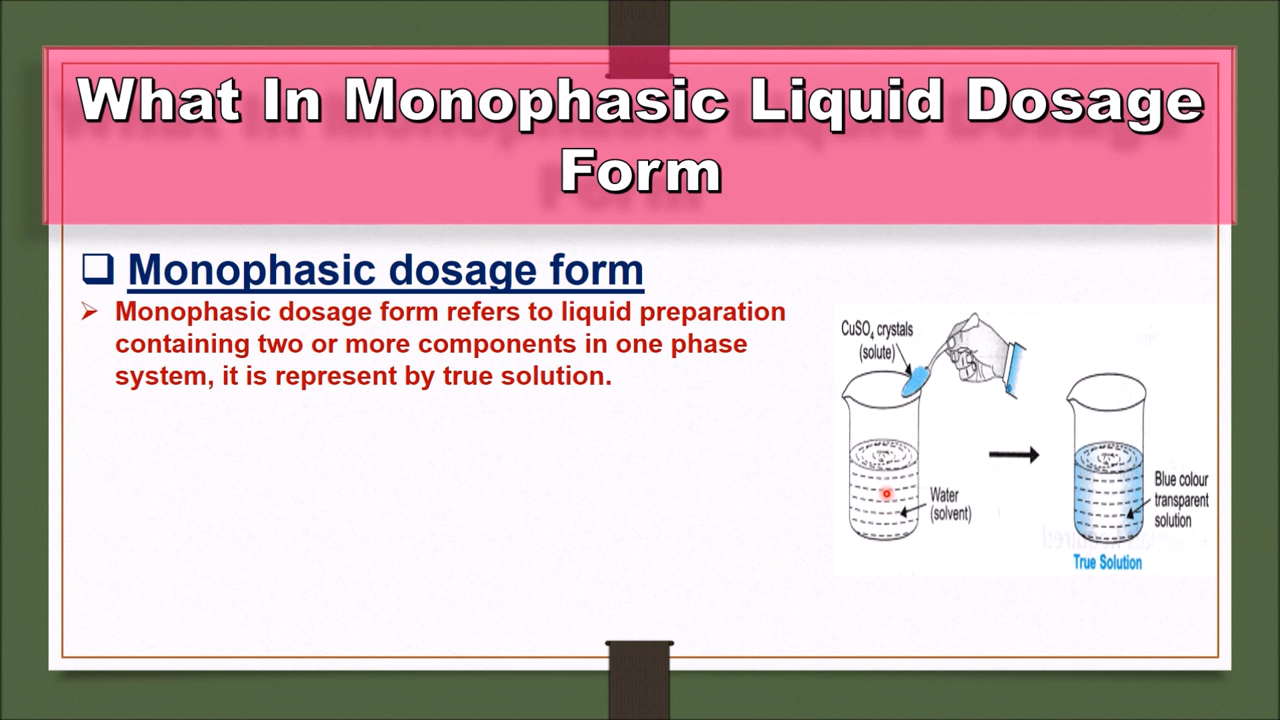 What In Monophasic Liquid Dosage
Form
Monophasic dosage form
Monophasic dosage form refers to liquid preparation
containing two or more components in one phase
system, it is represent by true solution.
CuSO₄ crystals
(solute)
Water
(solvent)
Blue colour
transparent
solution
True Solution